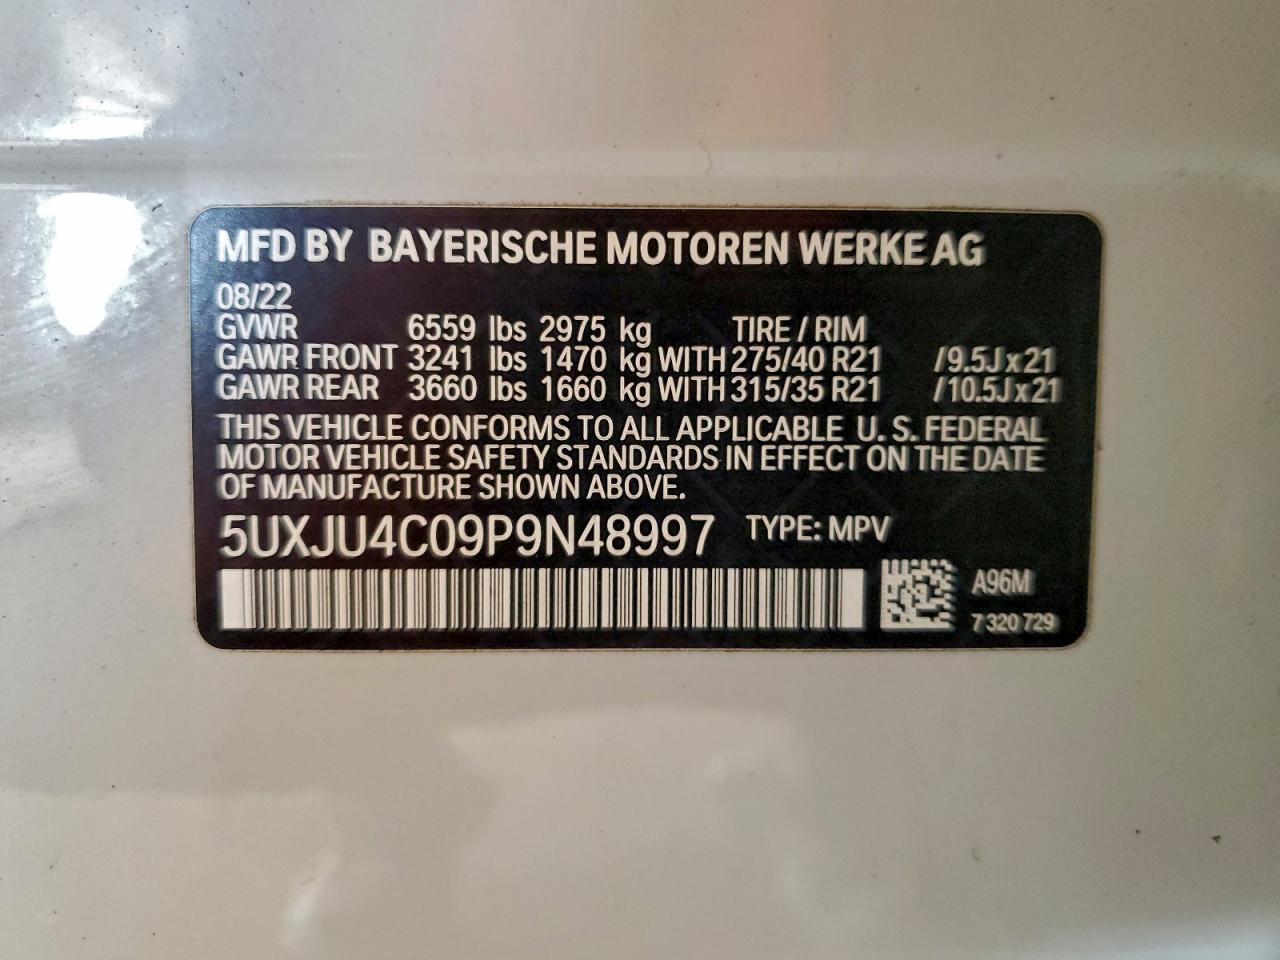 MFD BY BAYERISCHE MOTOREN WERKE AG
08/22
GVWR 6559 lbs 2975 kg TIRE / RIM
GAWR FRONT 3241 lbs 1470 kg WITH 275/40 R21 /9.5J x 21
GAWR REAR 3660 lbs 1660 kg WITH 315/35 R21 /10.5J x 21
THIS VEHICLE CONFORMS TO ALL APPLICABLE U. S. FEDERAL
MOTOR VEHICLE SAFETY STANDARDS IN EFFECT ON THE DATE
OF MANUFACTURE SHOWN ABOVE.
5UXJU4C09P9N48997 TYPE: MPV
A96M
7 320 729